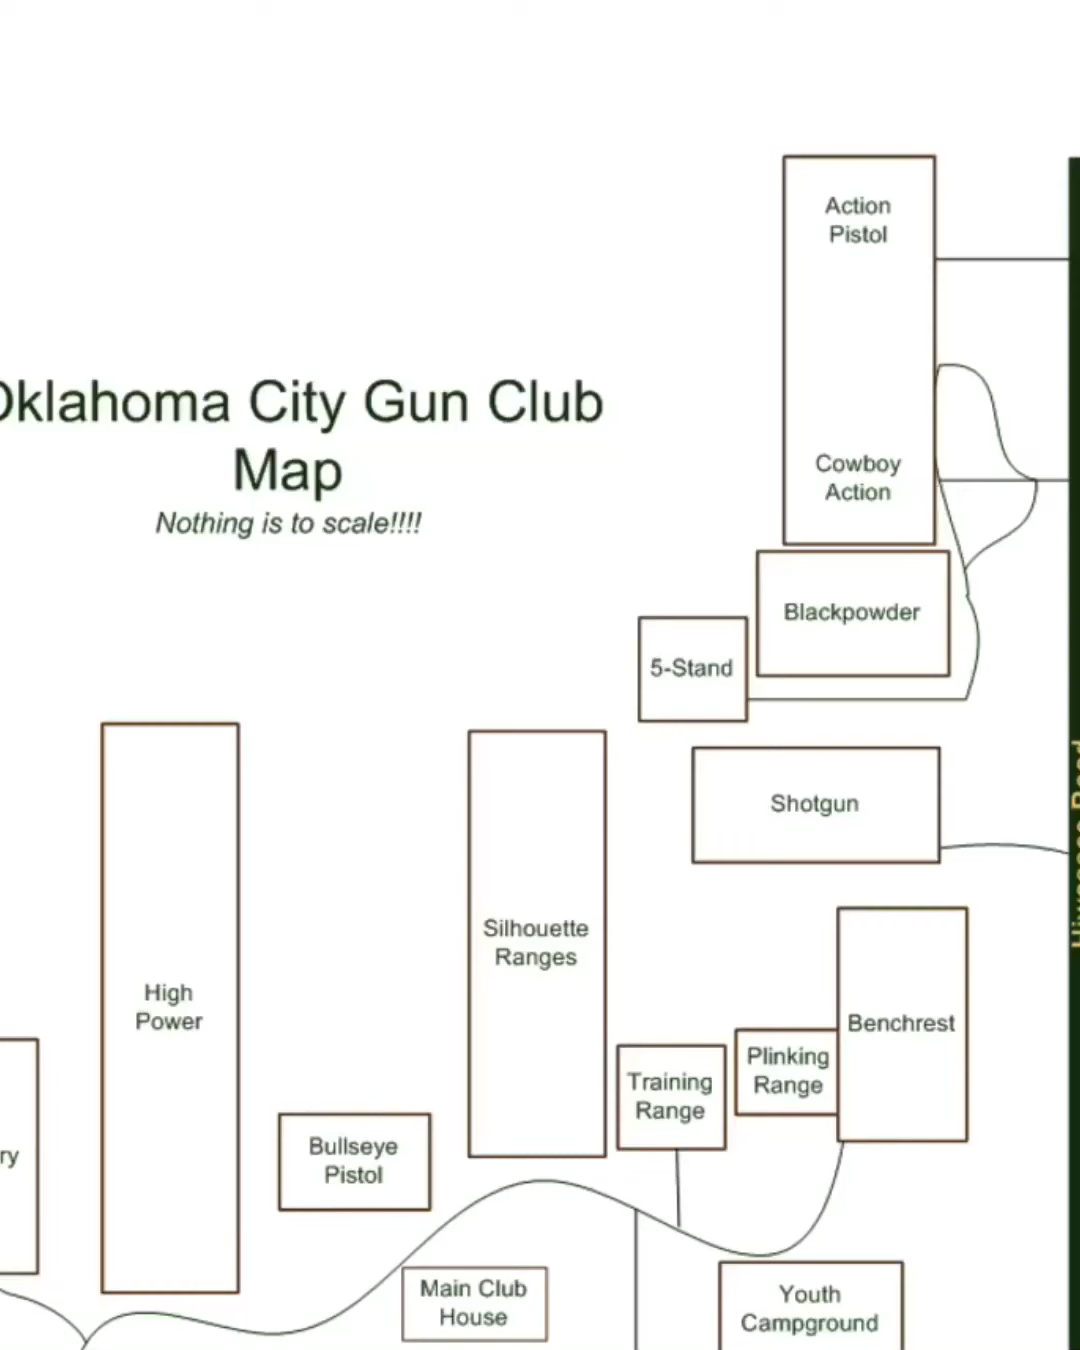 Action
Pistol
Oklahoma City Gun Club
Map
Nothing is to scale!!!!
Cowboy
Action
Blackpowder
5-Stand
Shotgun
Silhouette
Ranges
High
Power
Benchrest
Plinking
Range
Training
Range
Bullseye
Pistol
Main Club
House
Youth
Campground